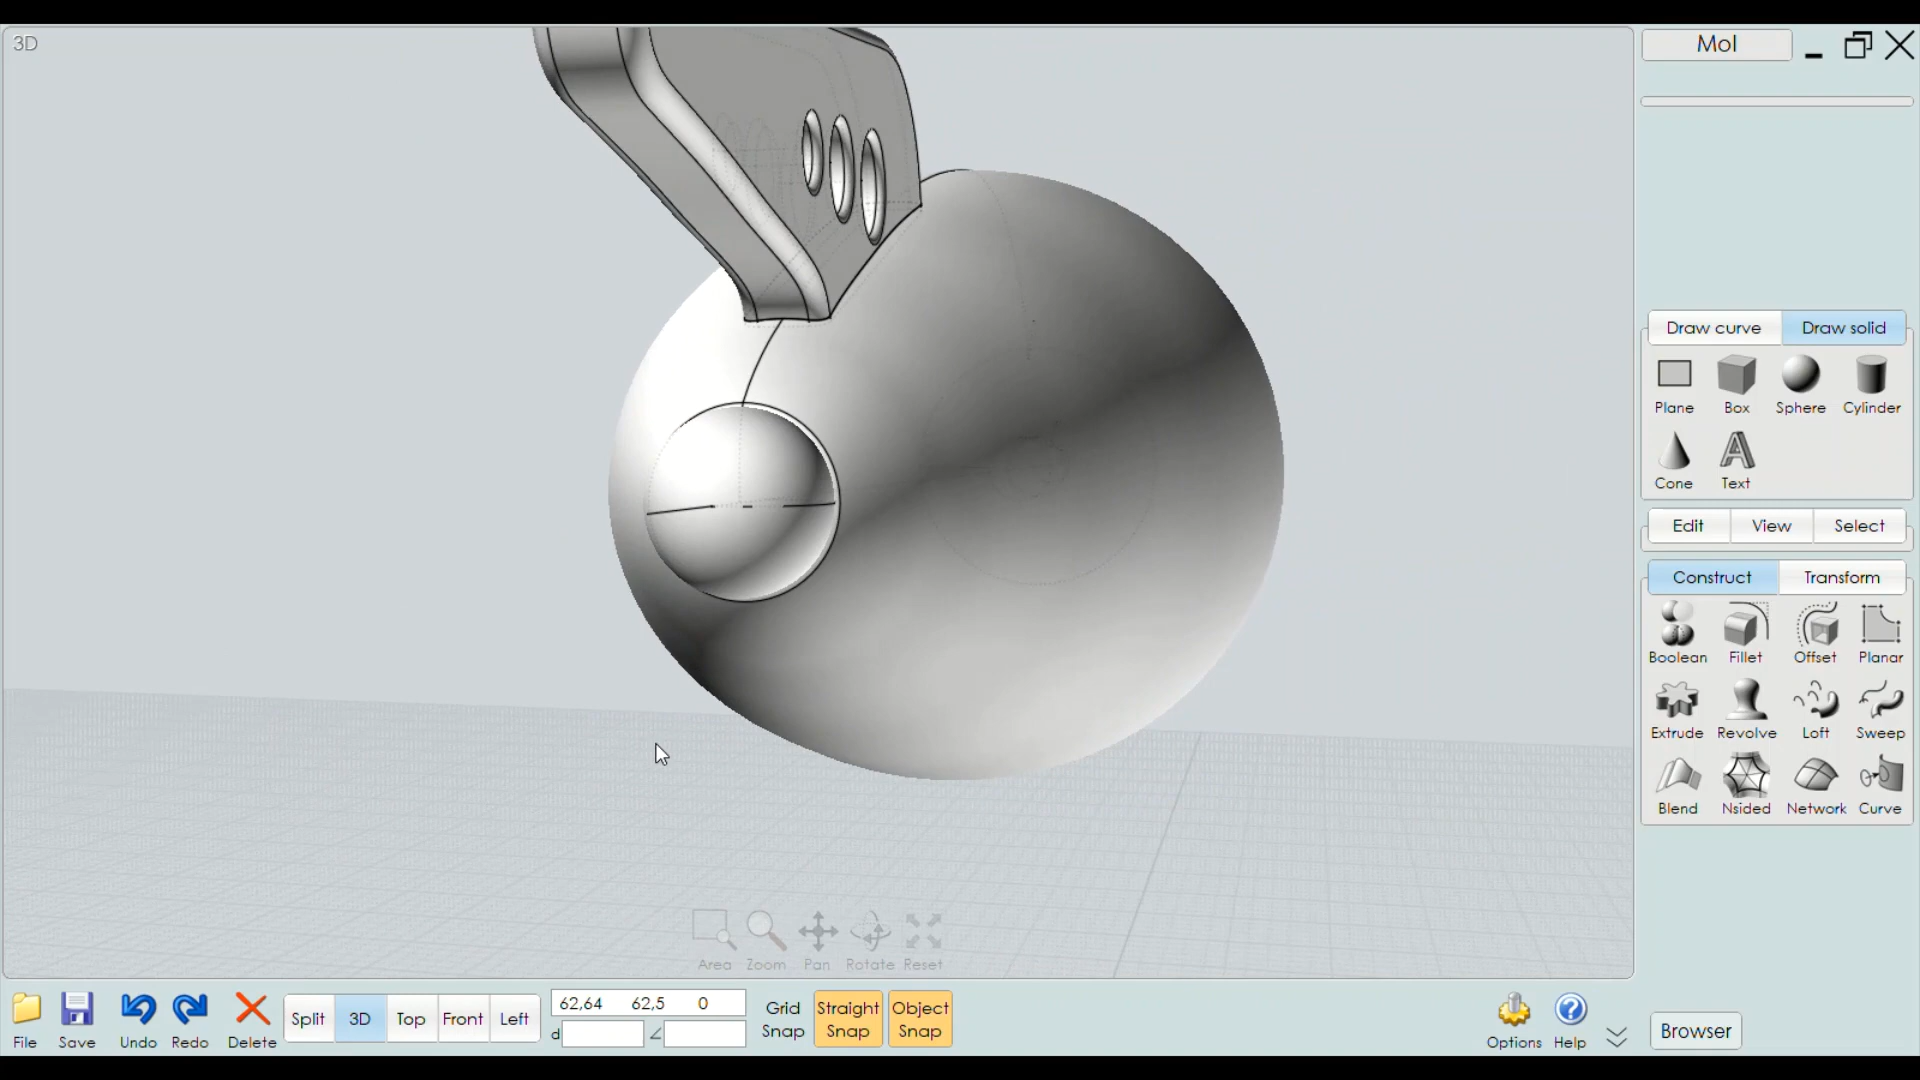 3D
MoI
Draw curve Draw solid
Plane Box Sphere Cylinder
Cone Text
Edit View Select
Construct Transform
Boolean Fillet Offset Planar
Extrude Revolve Loft Sweep
Blend Nsided Network Curve
Area Zoom Pan Rotate Reset
File Save Undo Redo Delete
Split 3D Top Front Left
62,64 62,5 0
d ∠
Grid Snap
Straight Snap
Object Snap
Options Help
Browser